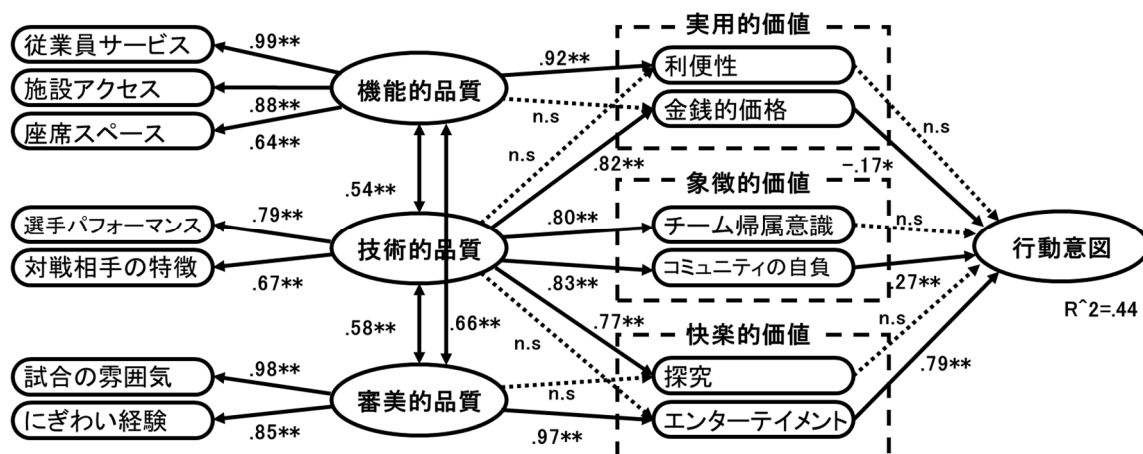 実用的価値
従業員サービス
.99**
.92**
利便性
施設アクセス
機能的品質
.88**
n.s
金銭的価格
座席スペース
.64**
n.s
n.s
.82**
-.17*
象徴的価値
.54**
選手パフォーマンス
.79**
.80**
チーム帰属意識
n.s
技術的品質
行動意図
対戦相手の特徴
.67**
.83**
コミュニティの自負
.27**
R^2=.44
.58**
.66**
.77**
n.s
n.s
快楽的価値
試合の雰囲気
.98**
探究
.79**
審美的品質
n.s
にぎわい経験
.85**
.97**
エンターテイメント